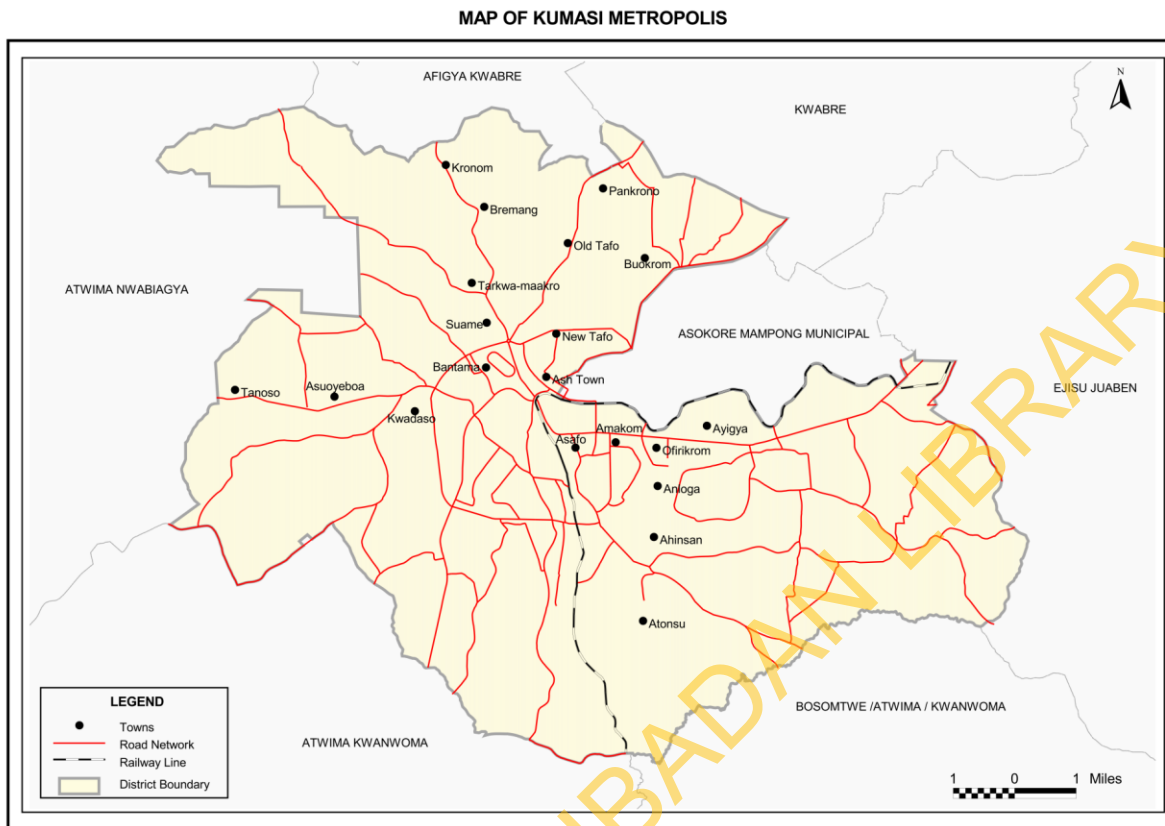 MAP OF KUMASI METROPOLIS
AFIGYA KWABRE
N
KWABRE
Kronom
Pankrono
Bremang
Old Tafo
Buokrom
ATWIMA NWABIAGYA
Tarkwa-maakro
Suame
New Tafo
ASOKORE MAMPONG MUNICIPAL
Bantama
Ash Town
Tanoso
Asuoyeboa
EJISU JUABEN
Kwadaso
Asafo
Amakom
Ayigya
Ofirikrom
Anloga
Ahinsan
Atonsu
LEGEND
Towns
Road Network
Railway Line
District Boundary
ATWIMA KWANWOMA
BOSOMTWE /ATWIMA / KWANWOMA
1 0 1 Miles
IBADAN LIBRARY